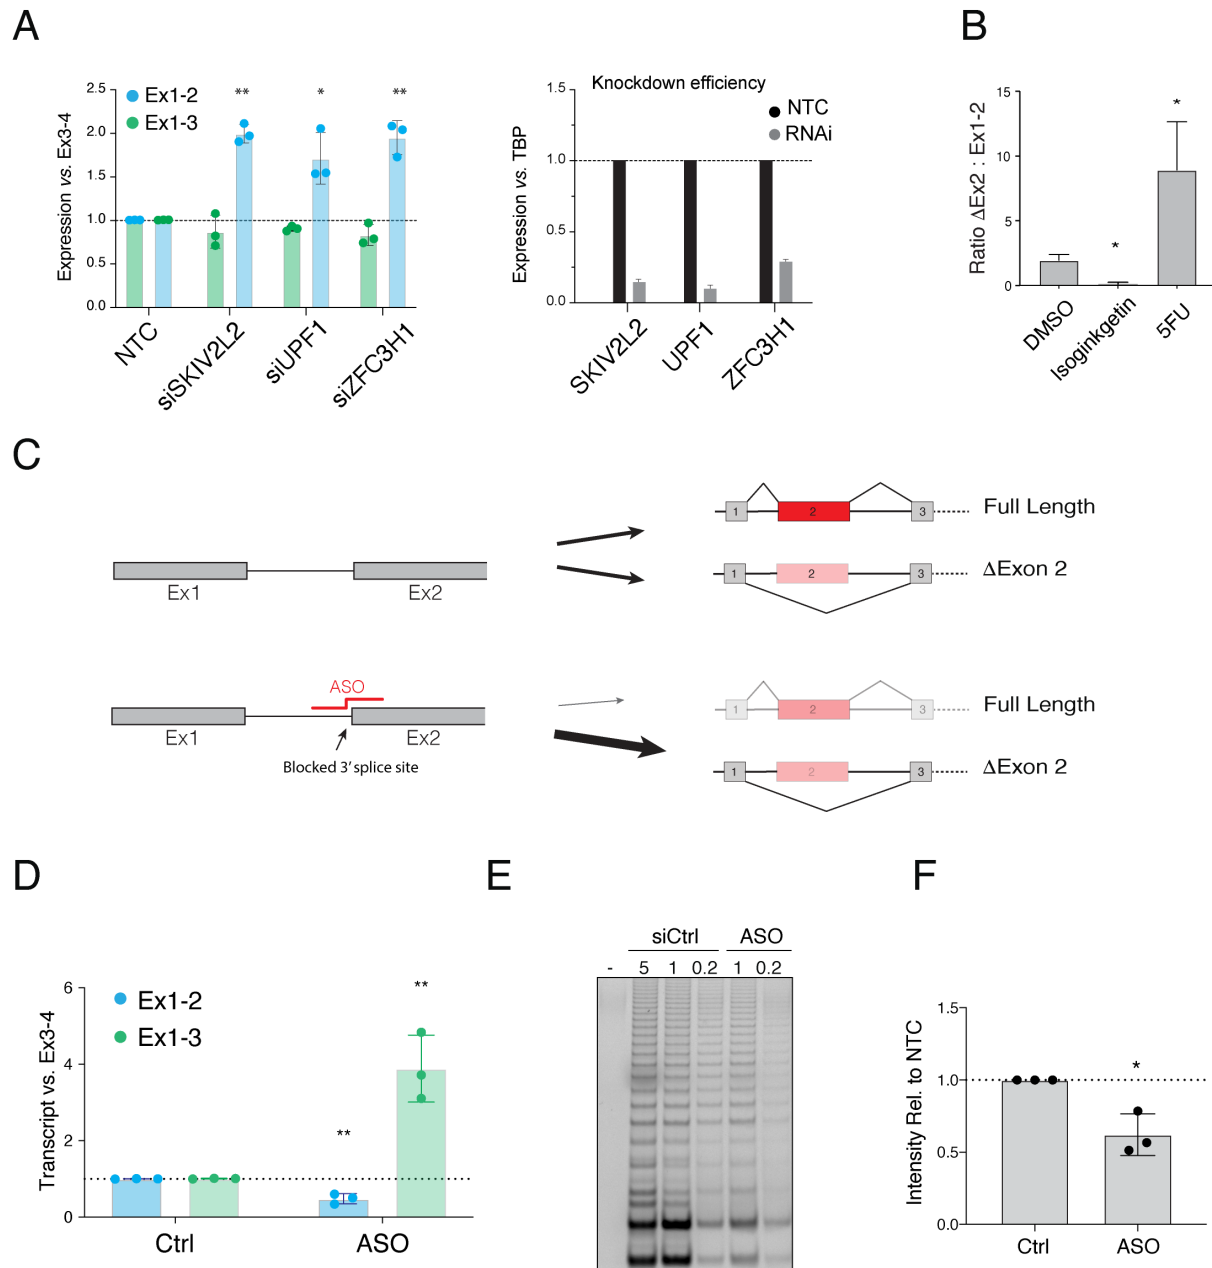 A
Expression vs. Ex3-4
2.5
2.0
1.5
1.0
0.5
0.0
Ex1-2
Ex1-3
**
*
**
NTC
siSKIV2L2
siUPF1
siZFC3H1
Expression vs. TBP
1.5
1.0
0.5
0.0
Knockdown efficiency
NTC
RNAi
SKIV2L2
UPF1
ZFC3H1
B
Ratio ΔEx2 : Ex1-2
15
10
5
0
*
*
DMSO
Isoginkgetin
5FU
C
Ex1
Ex2
1
2
3
Full Length
1
2
3
ΔExon 2
ASO
Ex1
Ex2
Blocked 3' splice site
1
2
3
Full Length
1
2
3
ΔExon 2
D
Transcript vs. Ex3-4
6
4
2
0
Ex1-2
Ex1-3
**
**
Ctrl
ASO
E
siCtrl
ASO
- 5 1 0.2 1 0.2
F
Intensity Rel. to NTC
1.5
1.0
0.5
0.0
*
Ctrl
ASO